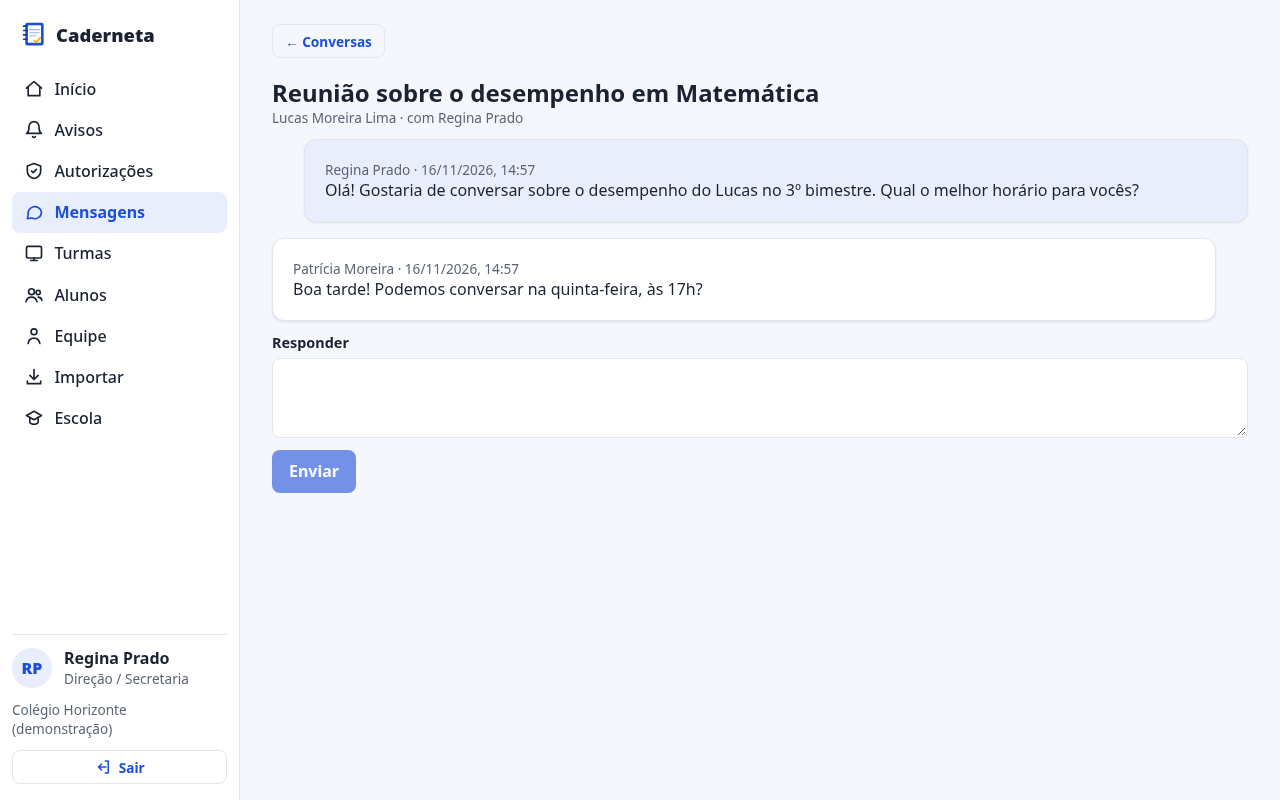 Caderneta
Início
Avisos
Autorizações
Mensagens
Turmas
Alunos
Equipe
Importar
Escola
RP
Regina Prado
Direção / Secretaria
Colégio Horizonte
(demonstração)
Sair
← Conversas
Reunião sobre o desempenho em Matemática
Lucas Moreira Lima · com Regina Prado
Regina Prado · 16/11/2026, 14:57
Olá! Gostaria de conversar sobre o desempenho do Lucas no 3º bimestre. Qual o melhor horário para vocês?
Patrícia Moreira · 16/11/2026, 14:57
Boa tarde! Podemos conversar na quinta-feira, às 17h?
Responder
Enviar